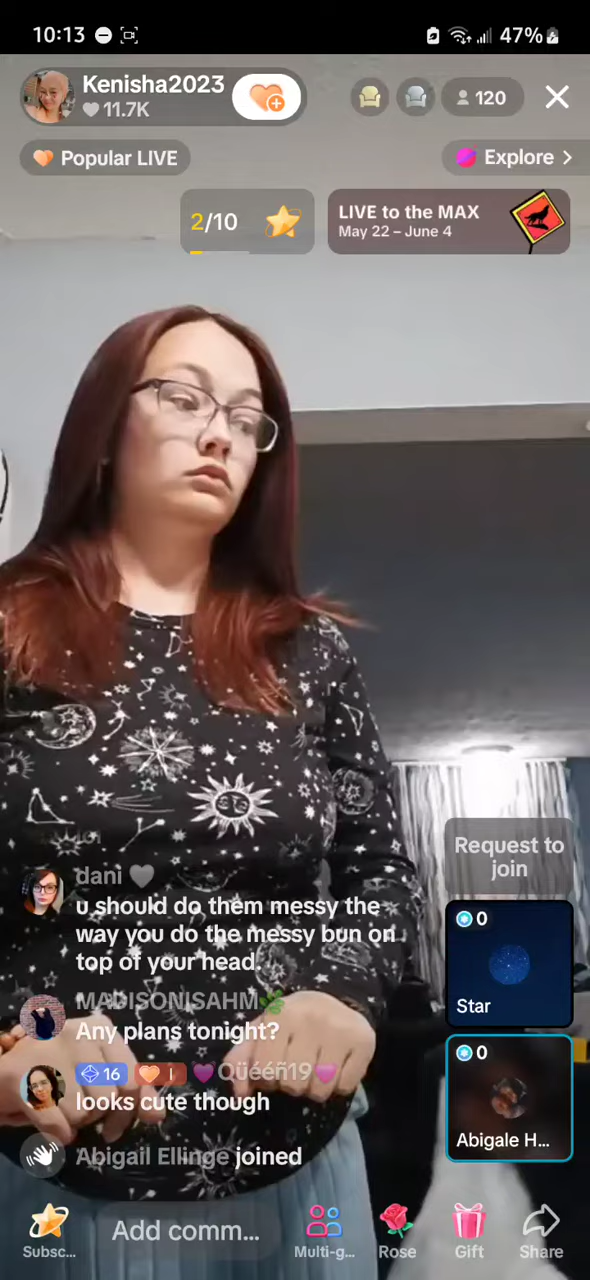 10:13
47%
Kenisha2023
11.7K
120
Popular LIVE
Explore >
2/10
LIVE to the MAX
May 22 – June 4
dani 🤍
u should do them messy the
way you do the messy bun on
top of your head.
MADISONISAHM🌿
Any plans tonight?
16 I 💜Qüééñ19💗
looks cute though
Abigail Ellinge joined
Request to
join
0
Star
0
Abigale H...
Subsc...
Add comm...
Multi-g...
Rose
Gift
Share